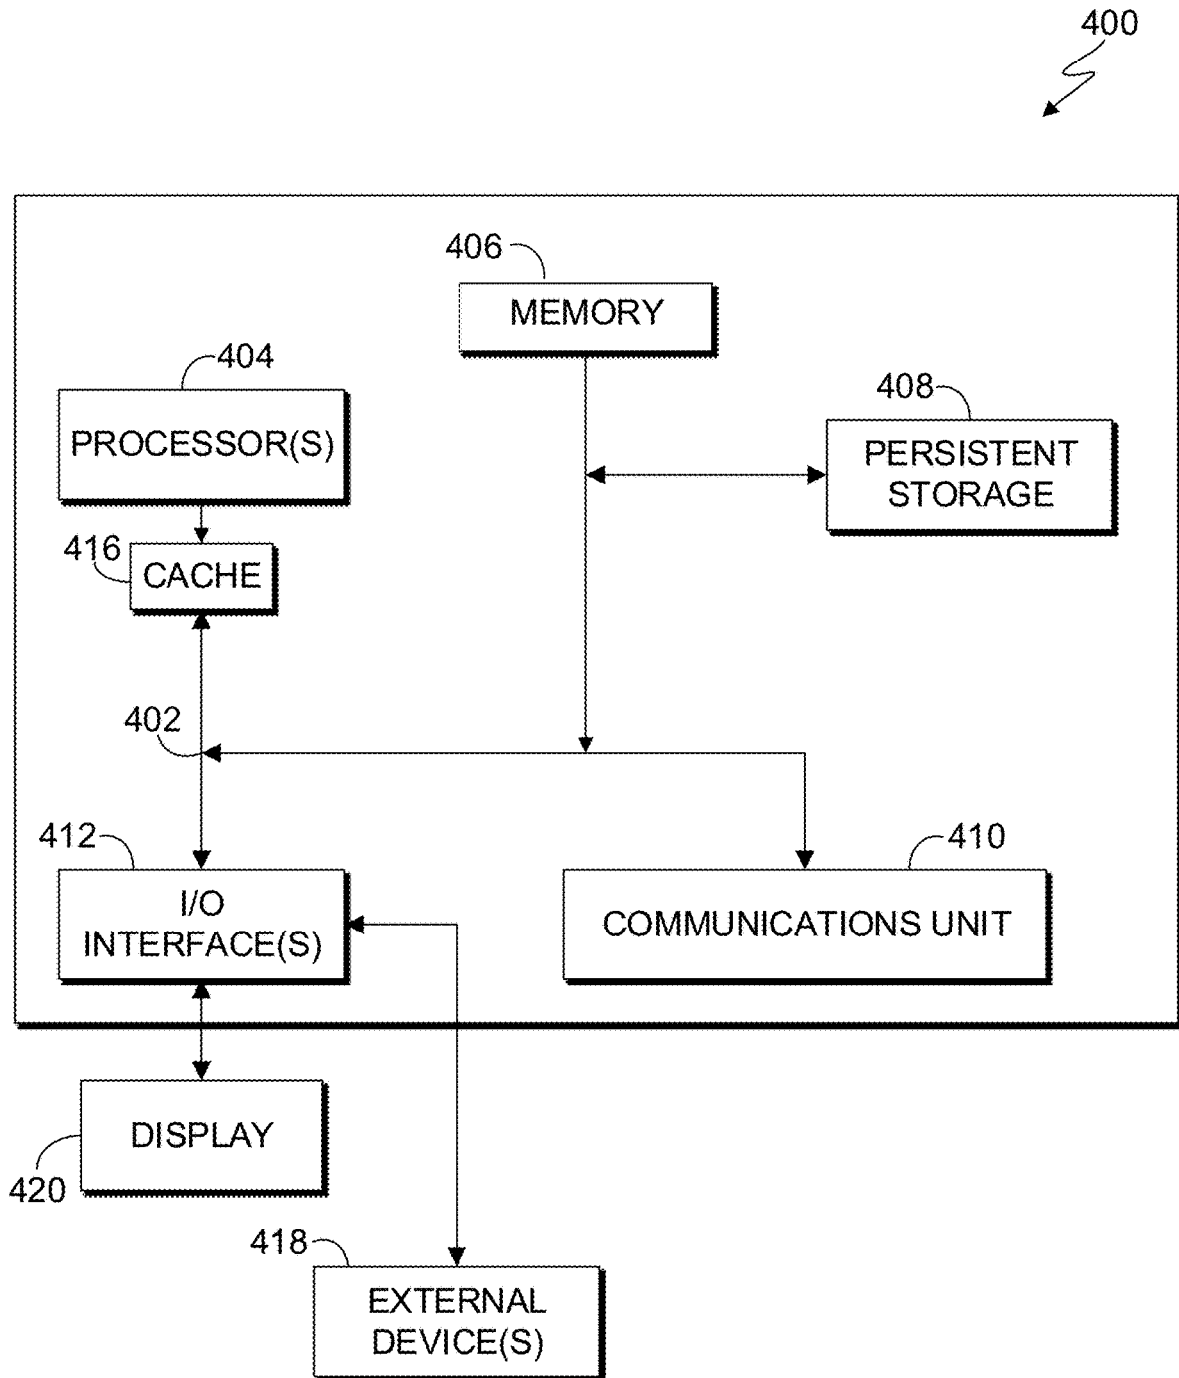 400
406
MEMORY
404
PROCESSOR(S)
408
PERSISTENT
STORAGE
416
CACHE
402
412
I/O
INTERFACE(S)
410
COMMUNICATIONS UNIT
DISPLAY
420
418
EXTERNAL
DEVICE(S)